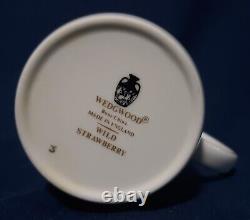 WEDGWOOD®
Bone China
MADE IN ENGLAND
WILD
STRAWBERRY
3